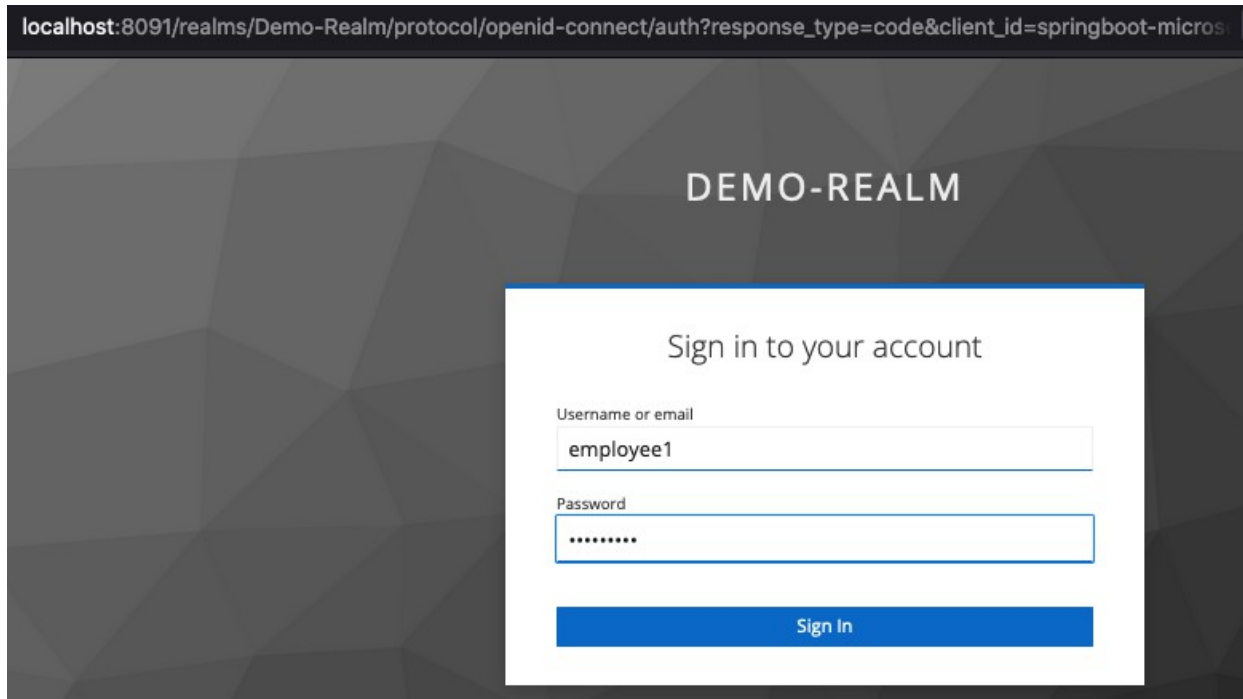 localhost:8091/realms/Demo-Realm/protocol/openid-connect/auth?response_type=code&client_id=springboot-micros
DEMO-REALM
Sign in to your account
Username or email
employee1
Password
•••••••••
Sign In